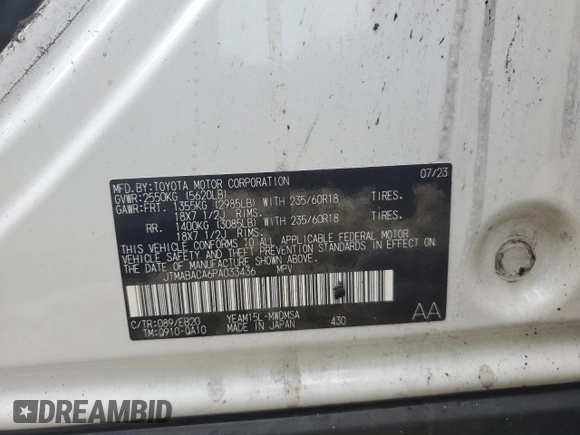 MFD.BY:TOYOTA MOTOR CORPORATION 07/23
GVWR:2550KG (5620LB)
GAWR:FRT. 1355KG (2985LB) WITH 235/60R18 TIRES.
18X7 1/2J RIMS.
RR. 1400KG (3085LB) WITH 235/60R18 TIRES.
18X7 1/2J RIMS.
THIS VEHICLE CONFORMS TO ALL APPLICABLE FEDERAL MOTOR
VEHICLE SAFETY AND THEFT PREVENTION STANDARDS IN EFFECT
ON THE DATE OF MANUFACTURE SHOWN ABOVE.
JTMABACA6PA033436 MPV
C/TR:089/EB20 YEAM15L-MWDMSA AA
TM:Q910-QA10 MADE IN JAPAN 430
DREAMBID